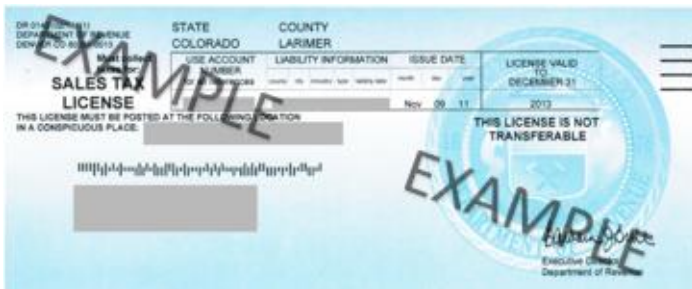 STATE COUNTY
DEPARTMENT OF REVENUE COLORADO LARIMER
USE ACCOUNT NUMBER LIABILITY INFORMATION ISSUE DATE LICENSE VALID TO DECEMBER 31
SALES TAX Nov 09 11 2013
LICENSE
THIS LICENSE MUST BE POSTED AT THE FOLLOWING LOCATION
IN A CONSPICUOUS PLACE:
THIS LICENSE IS NOT
TRANSFERABLE
EXAMPLE
EXAMPLE
Executive Director
Department of Revenue